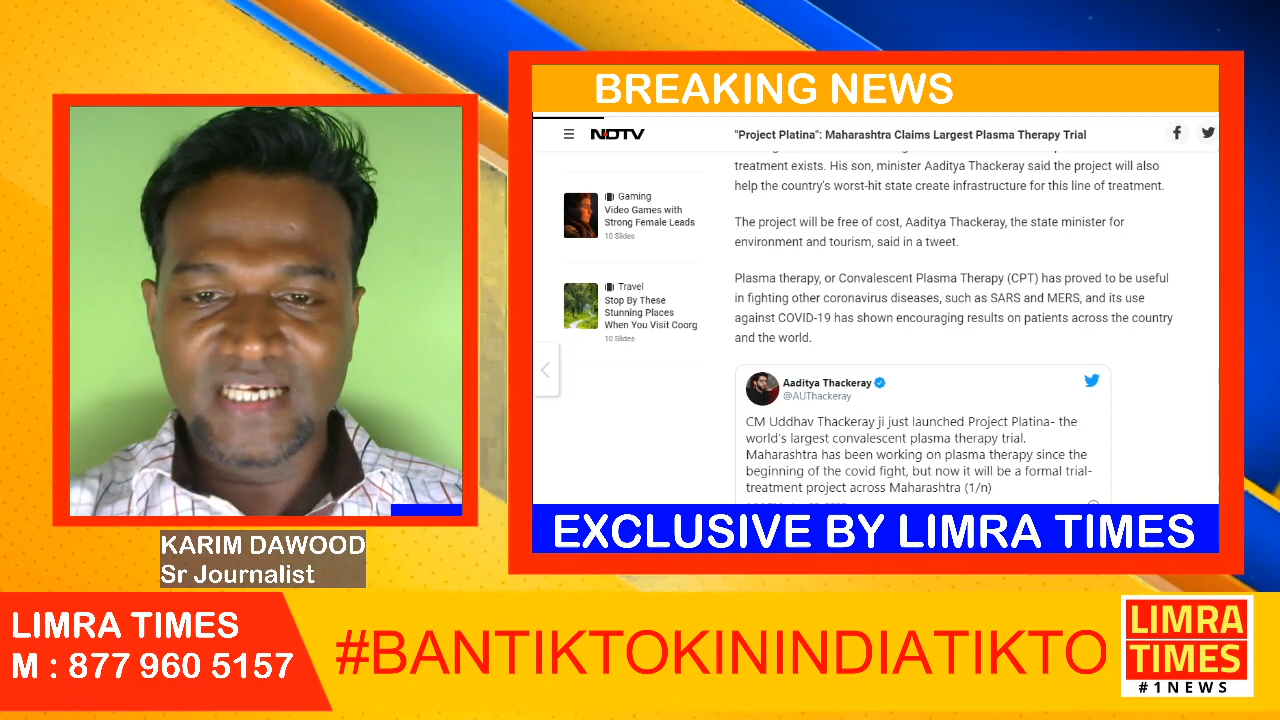 BREAKING NEWS
NDTV
"Project Platina": Maharashtra Claims Largest Plasma Therapy Trial
treatment exists. His son, minister Aaditya Thackeray said the project will also
help the country's worst-hit state create infrastructure for this line of treatment.
Gaming
Video Games with
Strong Female Leads
10 Slides
The project will be free of cost, Aaditya Thackeray, the state minister for
environment and tourism, said in a tweet.
Travel
Stop By These
Stunning Places
When You Visit Coorg
10 Slides
Plasma therapy, or Convalescent Plasma Therapy (CPT) has proved to be useful
in fighting other coronavirus diseases, such as SARS and MERS, and its use
against COVID-19 has shown encouraging results on patients across the country
and the world.
Aaditya Thackeray
@AUThackeray
CM Uddhav Thackeray ji just launched Project Platina- the
world's largest convalescent plasma therapy trial.
Maharashtra has been working on plasma therapy since the
beginning of the covid fight, but now it will be a formal trial-
treatment project across Maharashtra (1/n)
EXCLUSIVE BY LIMRA TIMES
KARIM DAWOOD
Sr Journalist
LIMRA TIMES
M : 877 960 5157
#BANTIKTOKININDIATIKTO
LIMRA
TIMES
#1NEWS